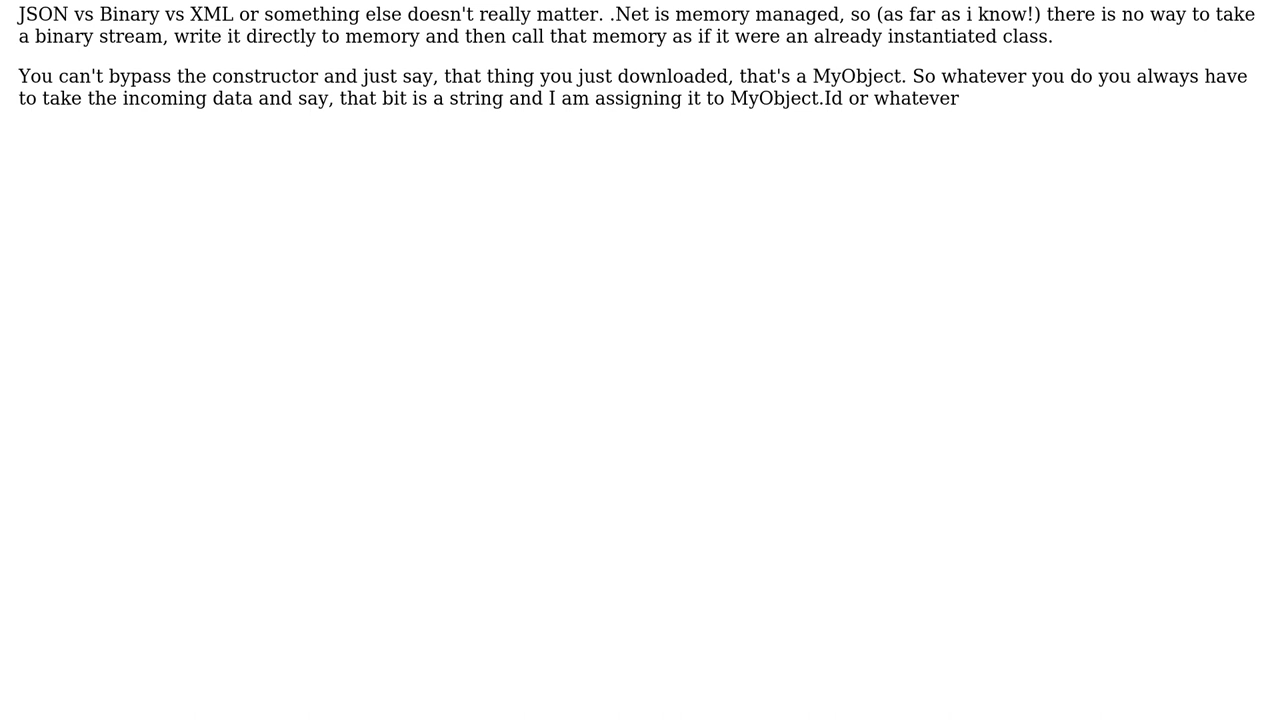 JSON vs Binary vs XML or something else doesn't really matter. .Net is memory managed, so (as far as i know!) there is no way to take
a binary stream, write it directly to memory and then call that memory as if it were an already instantiated class.
You can't bypass the constructor and just say, that thing you just downloaded, that's a MyObject. So whatever you do you always have
to take the incoming data and say, that bit is a string and I am assigning it to MyObject.Id or whatever